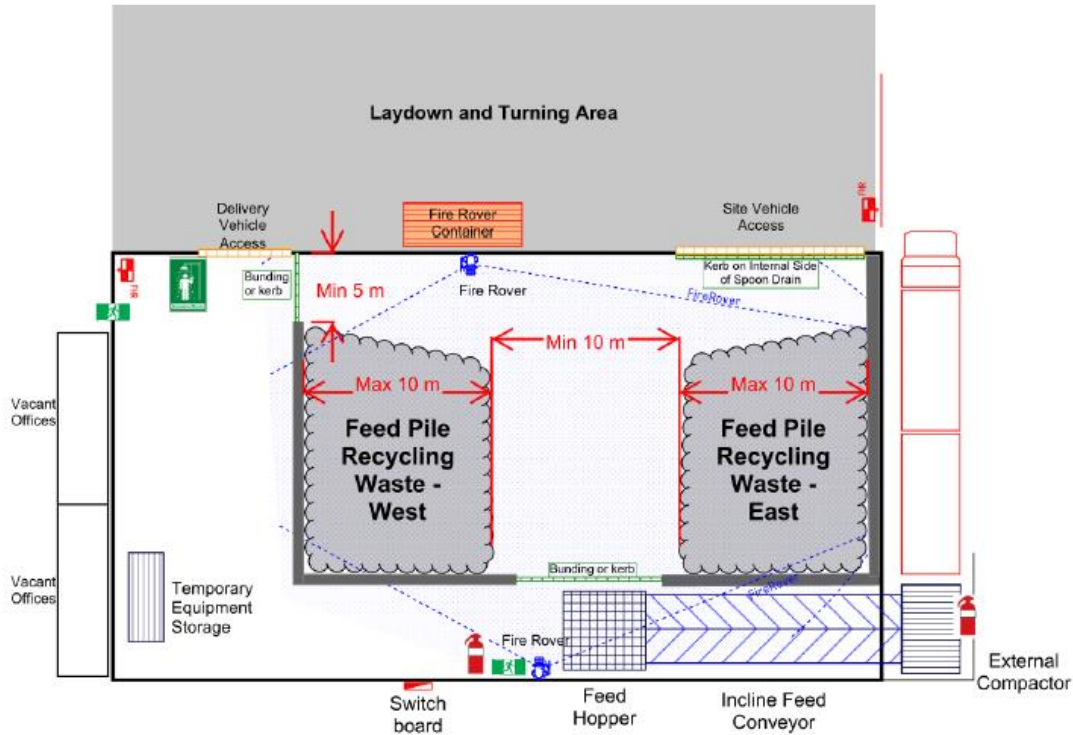 Laydown and Turning Area
Delivery
Vehicle
Access
Fire Rover
Container
Site Vehicle
Access
FHR
FHR
Bunding
or kerb
Kerb on Internal Side
of Spoon Drain
Min 5 m
Fire Rover
FireRover
Min 10 m
Max 10 m
Max 10 m
Feed Pile
Recycling
Waste -
West
Feed Pile
Recycling
Waste -
East
Vacant
Offices
Vacant
Offices
Temporary
Equipment
Storage
Bunding or kerb
FireRover
Fire Rover
Switch
board
Feed
Hopper
Incline Feed
Conveyor
External
Compactor